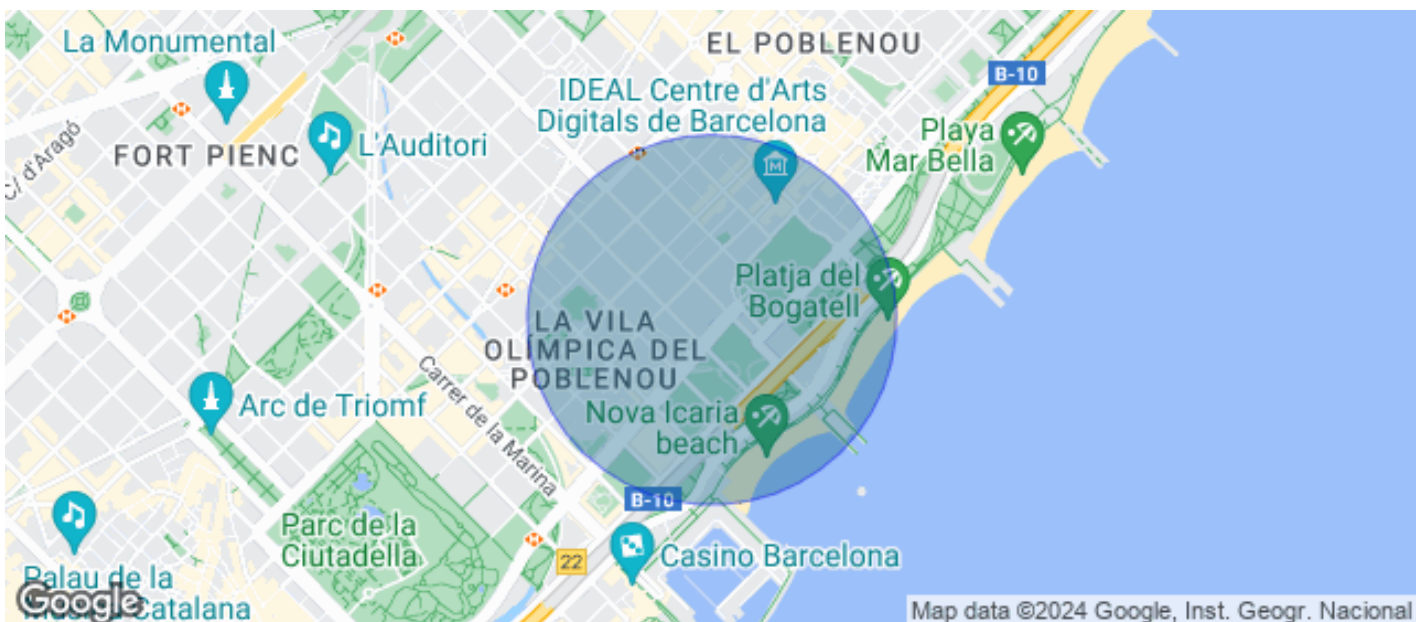 La Monumental
EL POBLENOU
B-10
IDEAL Centre d'Arts
Digitals de Barcelona
Playa
Mar Bella
L'Auditori
C/ d'Aragó
FORT PIENC
Platja del
Bogatell
LA VILA
OLÍMPICA DEL
POBLENOU
Arc de Triomf
Carrer de la Marina
Nova Icaria
beach
B-10
Parc de la
Ciutadella
22
Casino Barcelona
Palau de la
Música Catalana
Google
Map data ©2024 Google, Inst. Geogr. Nacional